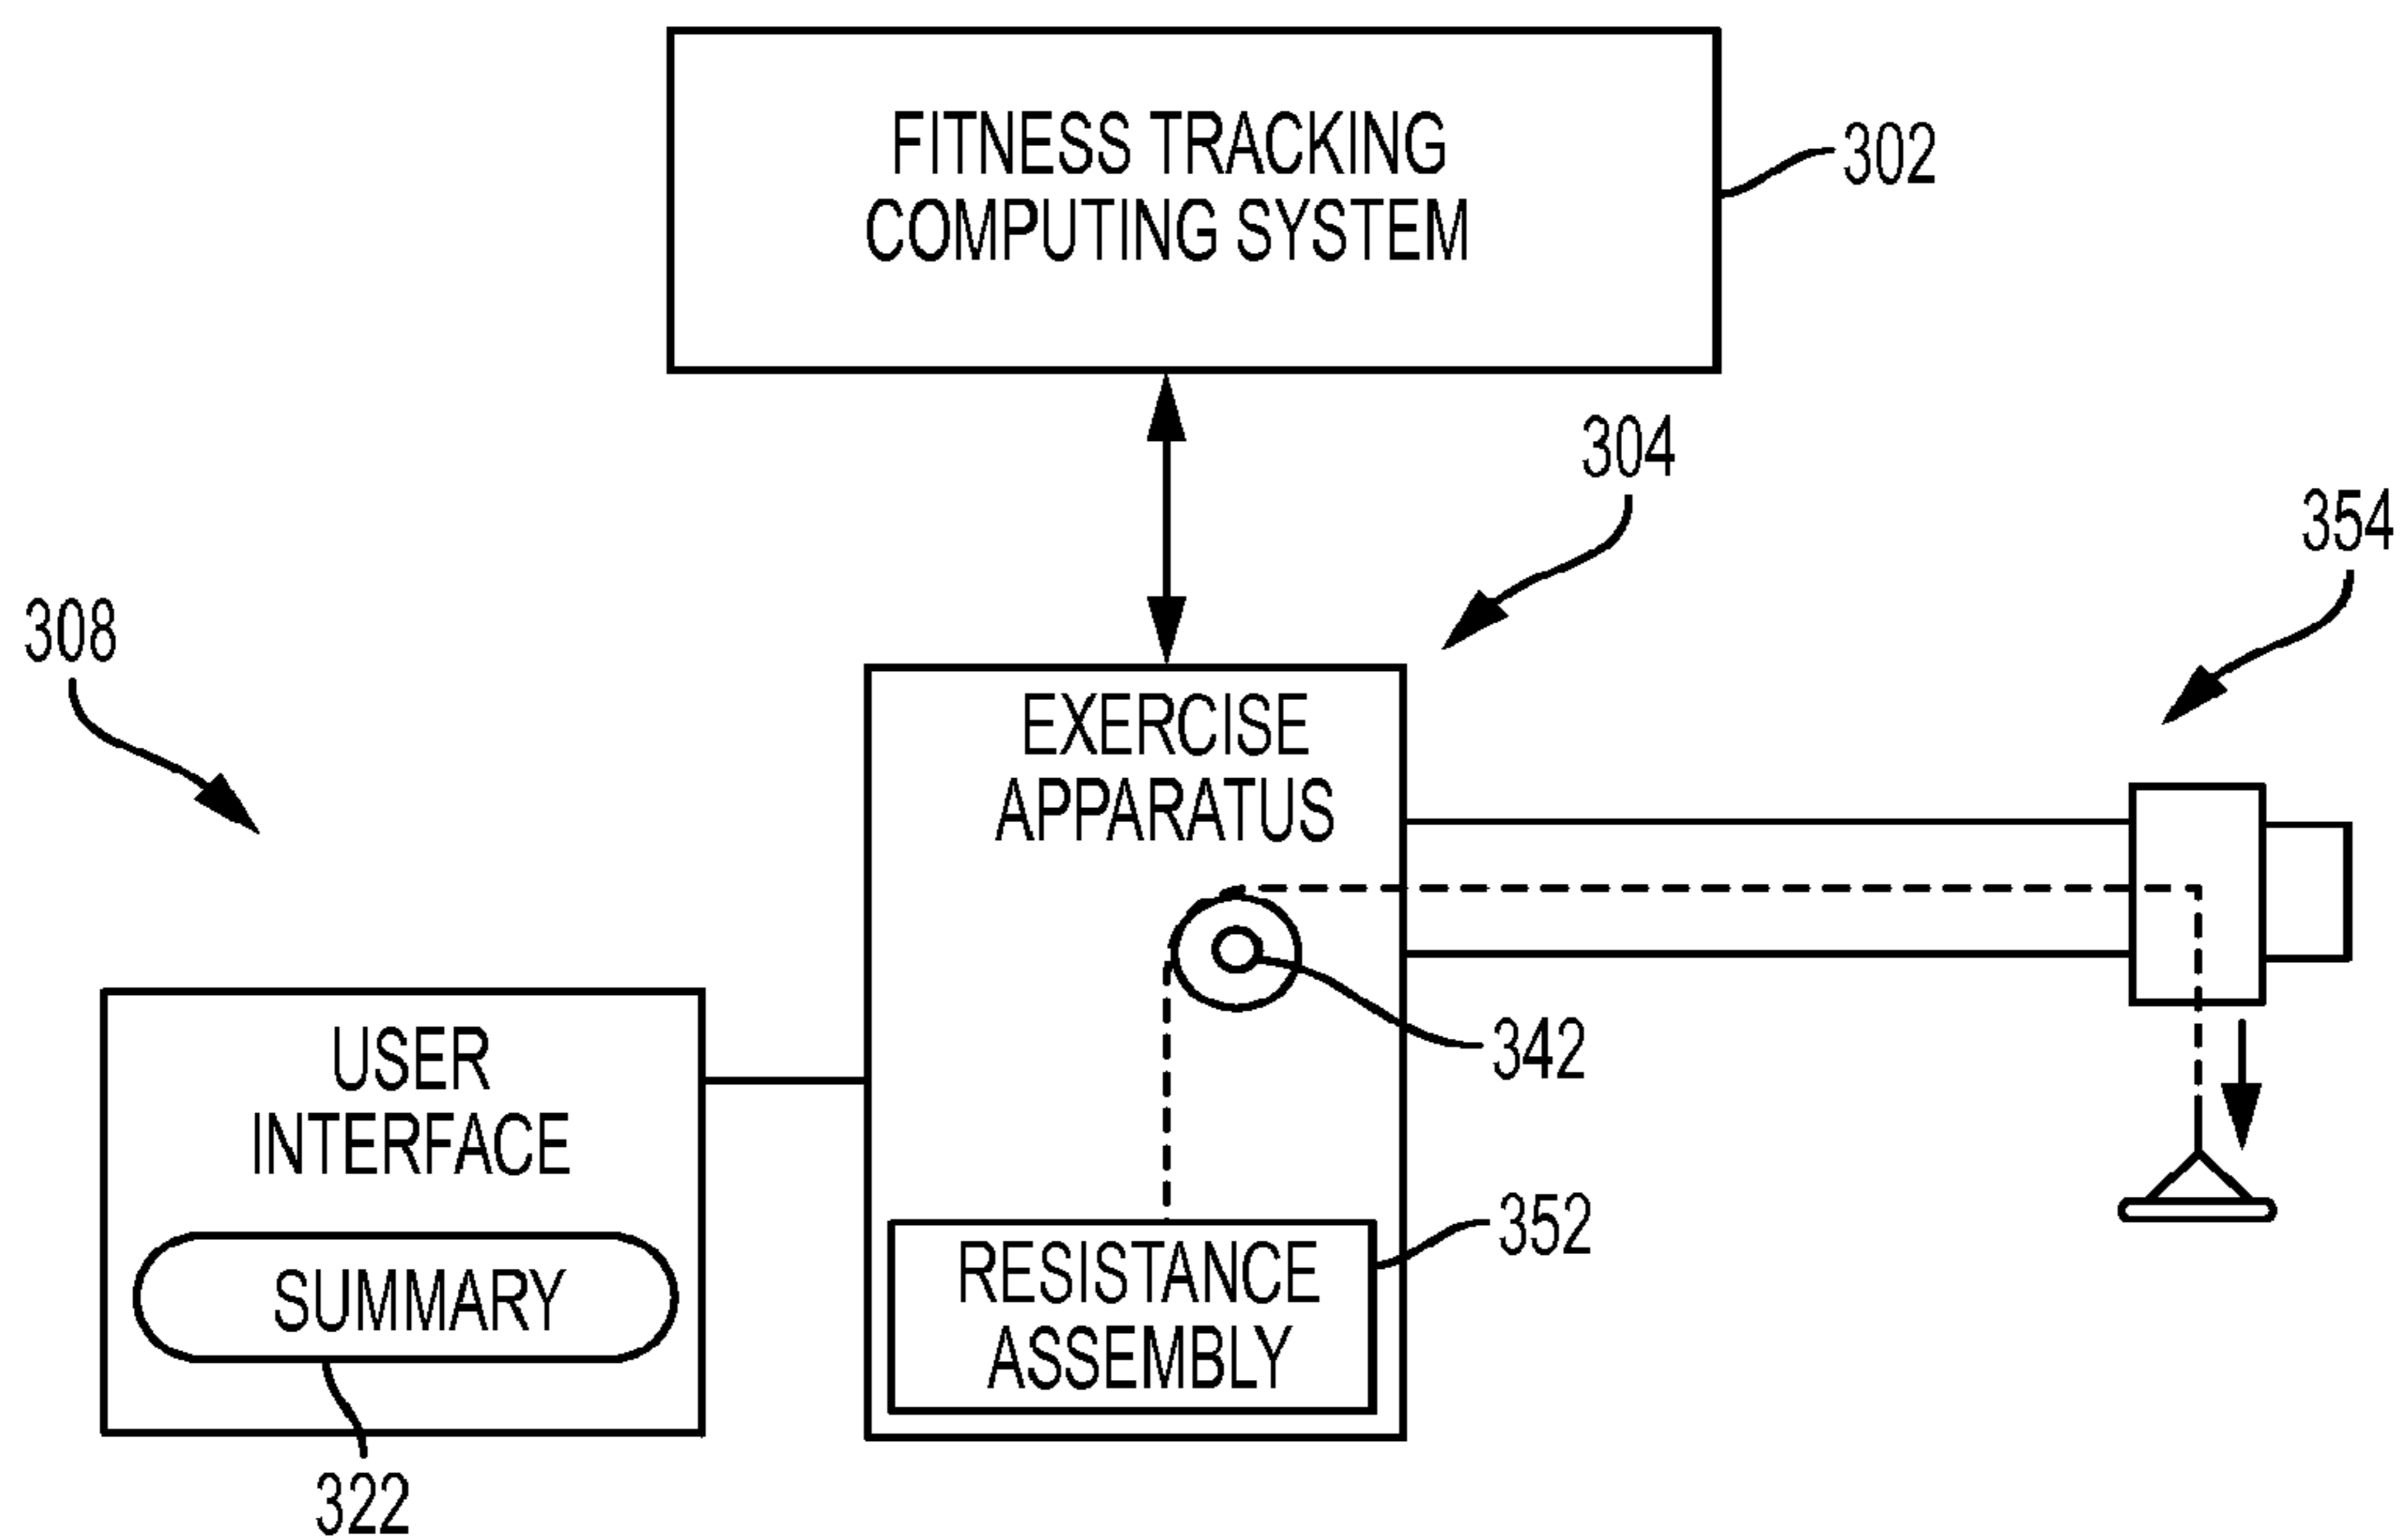 FITNESS TRACKING
COMPUTING SYSTEM
302
304
354
308
EXERCISE
APPARATUS
342
USER
INTERFACE
SUMMARY
352
RESISTANCE
ASSEMBLY
322